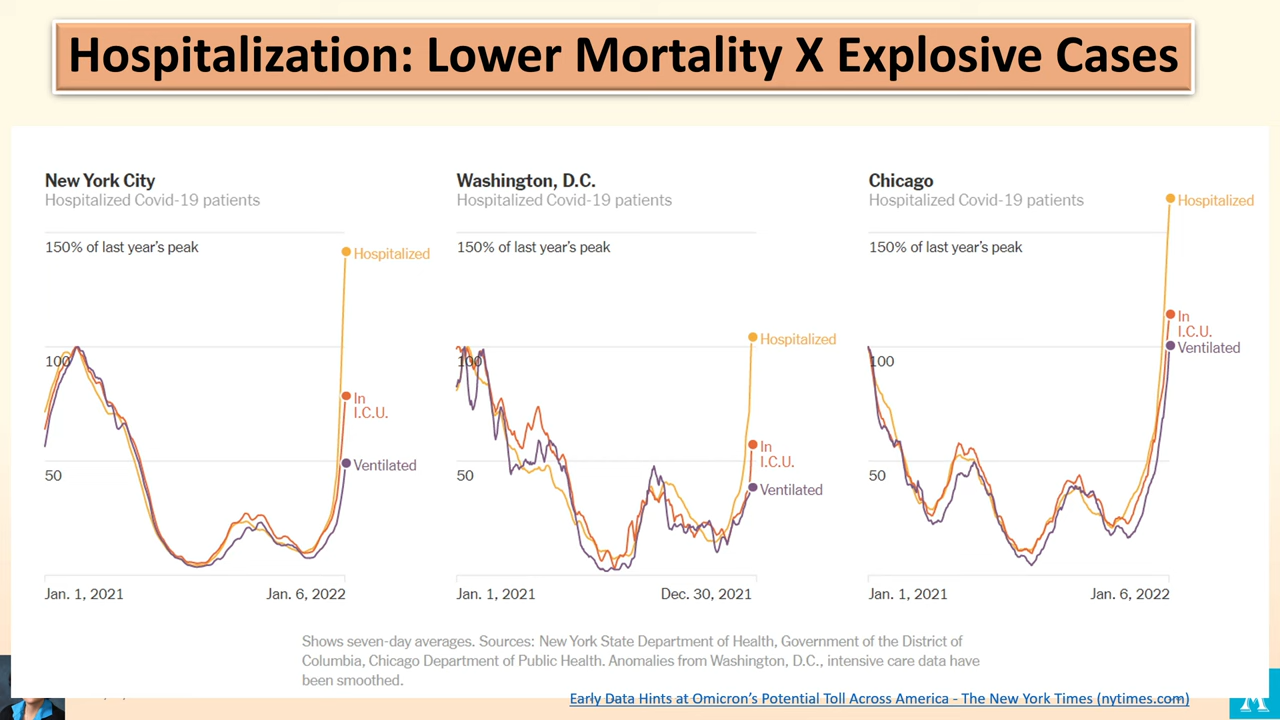 Hospitalization: Lower Mortality X Explosive Cases
New York City
Hospitalized Covid-19 patients
150% of last year's peak
Hospitalized
100
In
I.C.U.
50
Ventilated
Jan. 1, 2021
Jan. 6, 2022
Washington, D.C.
Hospitalized Covid-19 patients
150% of last year's peak
Hospitalized
100
In
I.C.U.
50
Ventilated
Jan. 1, 2021
Dec. 30, 2021
Chicago
Hospitalized Covid-19 patients
Hospitalized
150% of last year's peak
In
I.C.U.
Ventilated
100
50
Jan. 1, 2021
Jan. 6, 2022
Shows seven-day averages. Sources: New York State Department of Health, Government of the District of
Columbia, Chicago Department of Public Health. Anomalies from Washington, D.C., intensive care data have
been smoothed.
Early Data Hints at Omicron's Potential Toll Across America - The New York Times (nytimes.com)